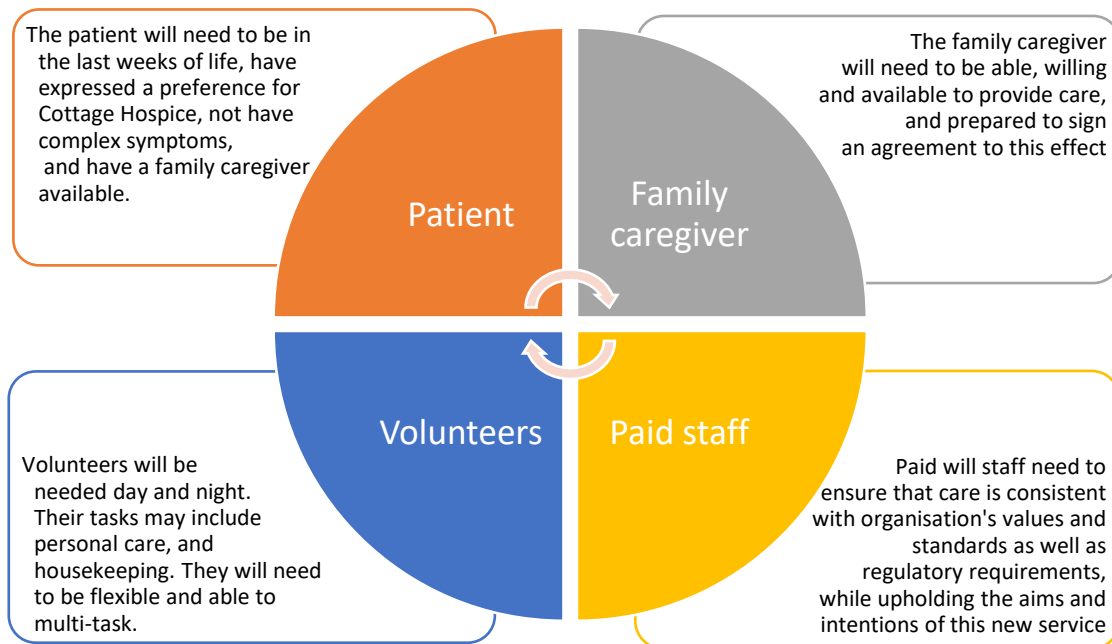 The patient will need to be in
the last weeks of life, have
expressed a preference for
Cottage Hospice, not have
complex symptoms,
and have a family caregiver
available.
Patient
The family caregiver
will need to be able, willing
and available to provide care,
and prepared to sign
an agreement to this effect
Family
caregiver
Volunteers will be
needed day and night.
Their tasks may include
personal care, and
housekeeping. They will need
to be flexible and able to
multi-task.
Volunteers
Paid staff
Paid will staff need to
ensure that care is consistent
with organisation's values and
standards as well as
regulatory requirements,
while upholding the aims and
intentions of this new service